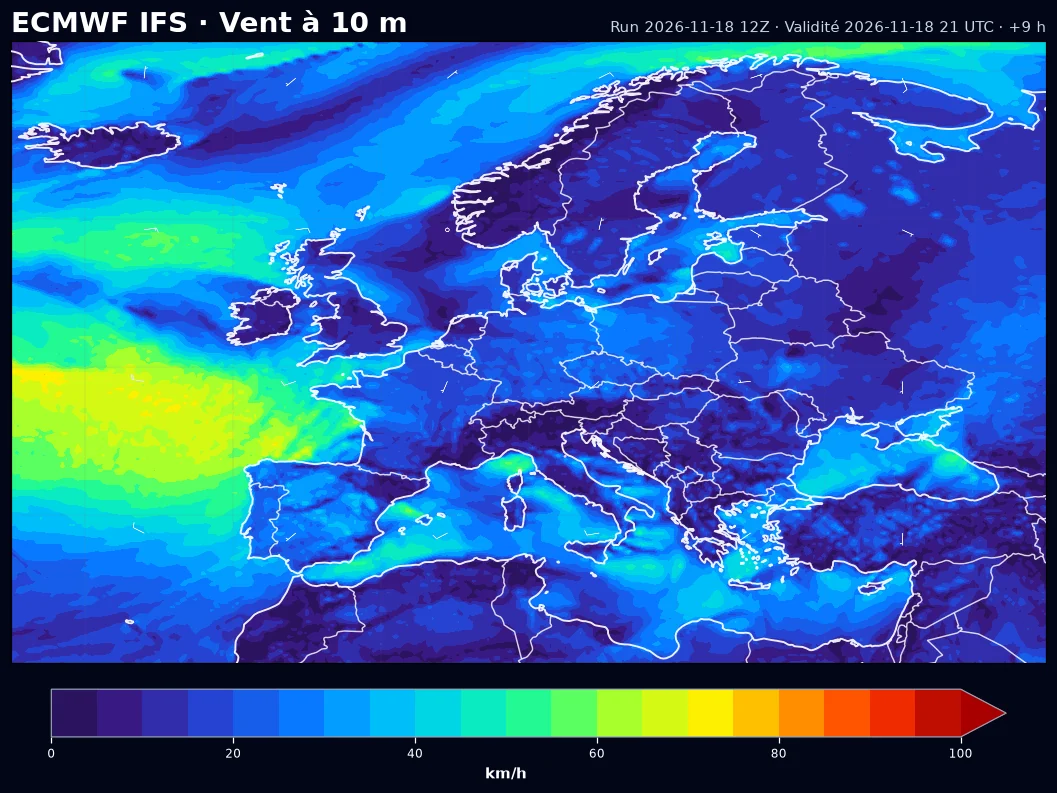 ECMWF IFS · Vent à 10 m
Run 2026-11-18 12Z · Validité 2026-11-18 21 UTC · +9 h
0 20 40 60 80 100
km/h